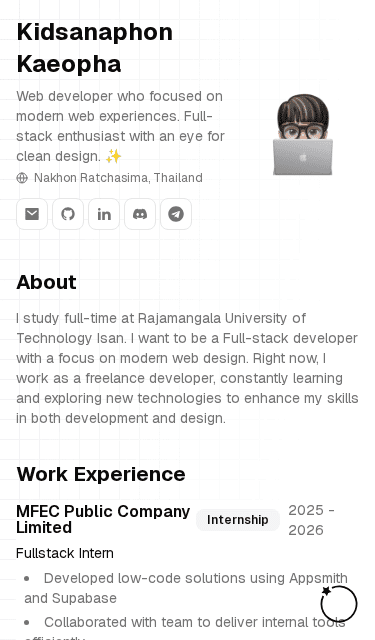 Kidsanaphon
Kaeopha
Web developer who focused on
modern web experiences. Full-
stack enthusiast with an eye for
clean design. ✨
Nakhon Ratchasima, Thailand
About
I study full-time at Rajamangala University of
Technology Isan. I want to be a Full-stack developer
with a focus on modern web design. Right now, I
work as a freelance developer, constantly learning
and exploring new technologies to enhance my skills
in both development and design.
Work Experience
MFEC Public Company
Limited
Internship
2025 -
2026
Fullstack Intern
• Developed low-code solutions using Appsmith
and Supabase
• Collaborated with team to deliver internal tools
efficiently